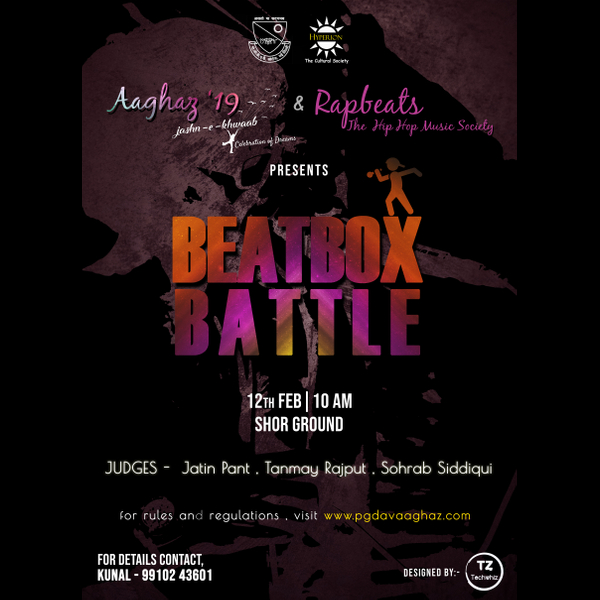 HYPERION
The Cultural Society
Aaghaz '19
jashn-e-khwaab
Celebration of Dreams
& Rapbeats
The Hip Hop Music Society
PRESENTS
BEATBOX
BATTLE
12TH FEB | 10 AM
SHOR GROUND
JUDGES - Jatin Pant , Tanmay Rajput , Sohrab Siddiqui
for rules and regulations , visit www.pgdavaaghaz.com
FOR DETAILS CONTACT,
KUNAL - 99102 43601
DESIGNED BY:-
TZ
Techwhiz